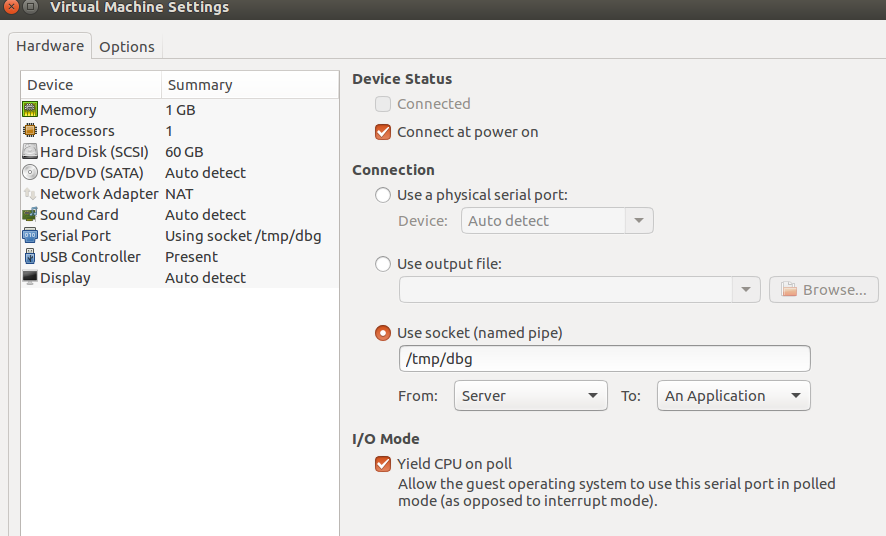 Virtual Machine Settings
Hardware
Options
Device Summary
Memory 1 GB
Processors 1
Hard Disk (SCSI) 60 GB
CD/DVD (SATA) Auto detect
Network Adapter NAT
Sound Card Auto detect
Serial Port Using socket /tmp/dbg
USB Controller Present
Display Auto detect
Device Status
Connected
Connect at power on
Connection
Use a physical serial port:
Device: Auto detect
Use output file:
Browse...
Use socket (named pipe)
/tmp/dbg
From: Server To: An Application
I/O Mode
Yield CPU on poll
Allow the guest operating system to use this serial port in polled
mode (as opposed to interrupt mode).